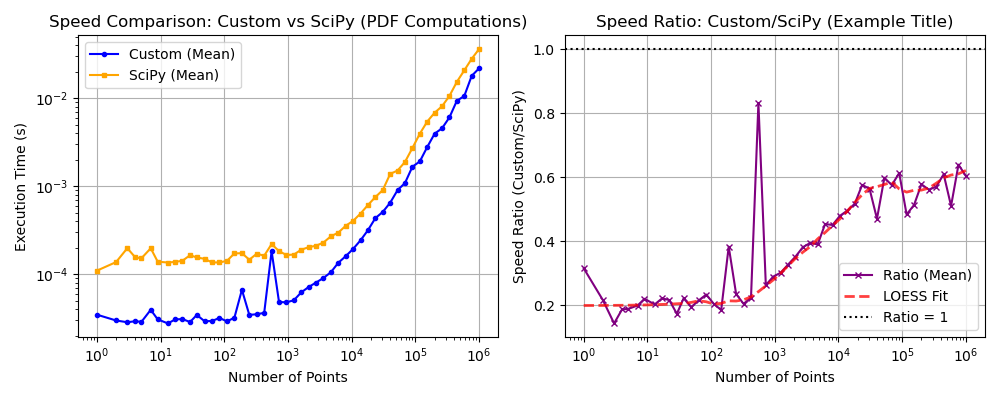 Speed Comparison: Custom vs SciPy (PDF Computations)
Custom (Mean)
SciPy (Mean)
Execution Time (s)
10⁻²
10⁻³
10⁻⁴
10⁰ 10¹ 10² 10³ 10⁴ 10⁵ 10⁶
Number of Points
Speed Ratio: Custom/SciPy (Example Title)
Speed Ratio (Custom/SciPy)
1.0
0.8
0.6
0.4
0.2
Ratio (Mean)
LOESS Fit
Ratio = 1
10⁰ 10¹ 10² 10³ 10⁴ 10⁵ 10⁶
Number of Points